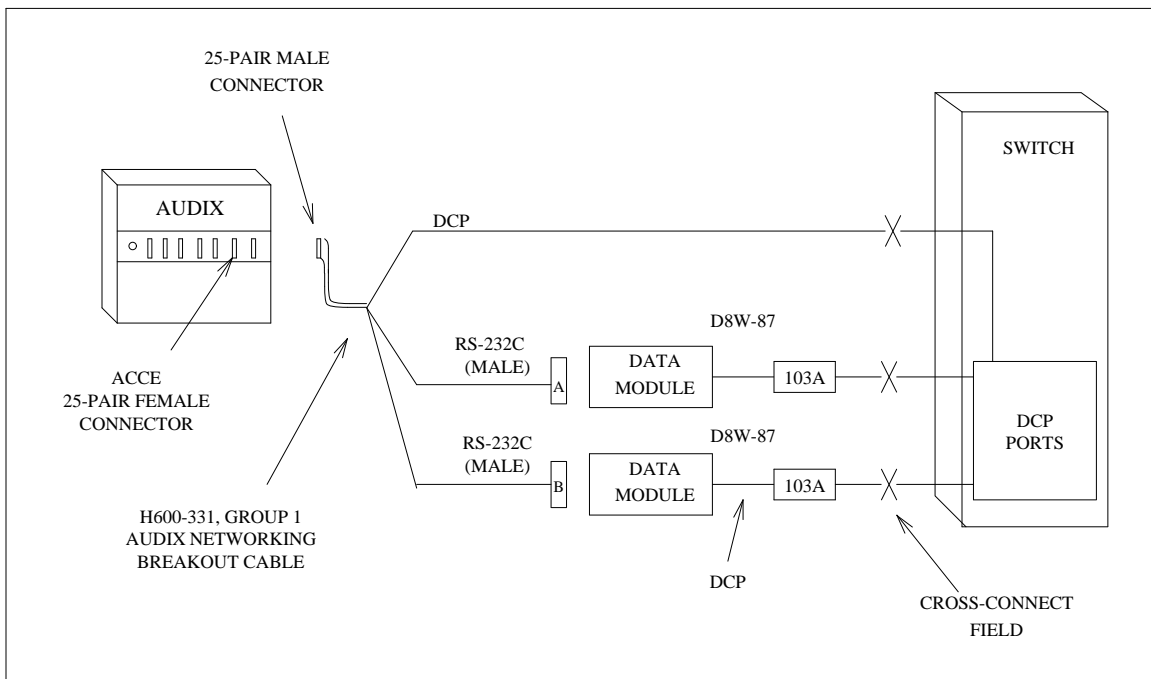 25-PAIR MALE
CONNECTOR
SWITCH
AUDIX
DCP
D8W-87
RS-232C
(MALE)
A
DATA
MODULE
103A
ACCE
25-PAIR FEMALE
CONNECTOR
DCP
PORTS
D8W-87
RS-232C
(MALE)
B
DATA
MODULE
103A
H600-331, GROUP 1
AUDIX NETWORKING
BREAKOUT CABLE
DCP
CROSS-CONNECT
FIELD